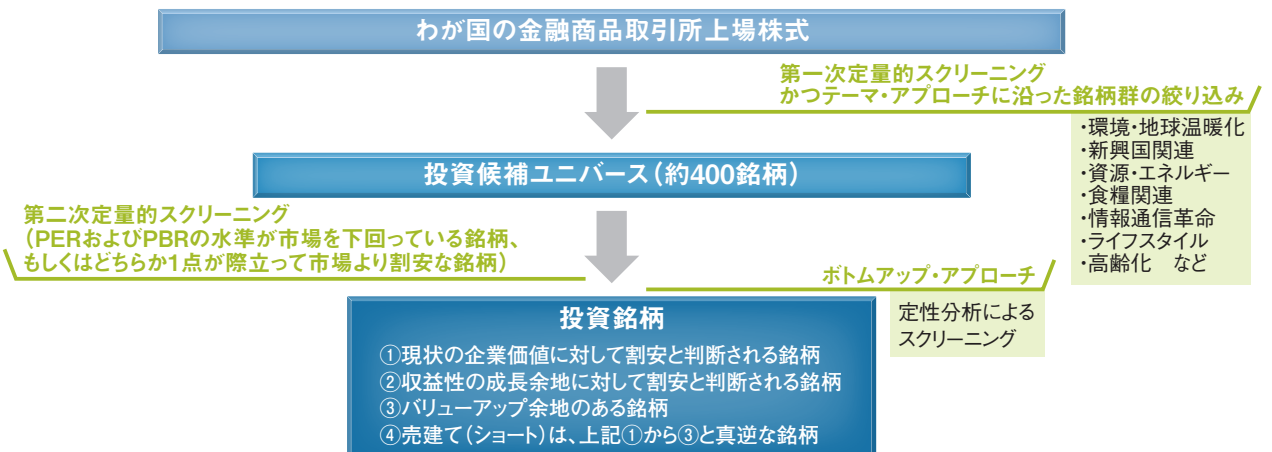 わが国の金融商品取引所上場株式
第一次定量的スクリーニング
かつテーマ・アプローチに沿った銘柄群の絞り込み
・環境・地球温暖化
・新興国関連
・資源・エネルギー
・食糧関連
・情報通信革命
・ライフスタイル
・高齢化　など
投資候補ユニバース（約400銘柄）
第二次定量的スクリーニング
（PERおよびPBRの水準が市場を下回っている銘柄、
もしくはどちらか1点が際立って市場より割安な銘柄）
ボトムアップ・アプローチ
定性分析による
スクリーニング
投資銘柄
①現状の企業価値に対して割安と判断される銘柄
②収益性の成長余地に対して割安と判断される銘柄
③バリューアップ余地のある銘柄
④売建て（ショート）は、上記①から③と真逆な銘柄